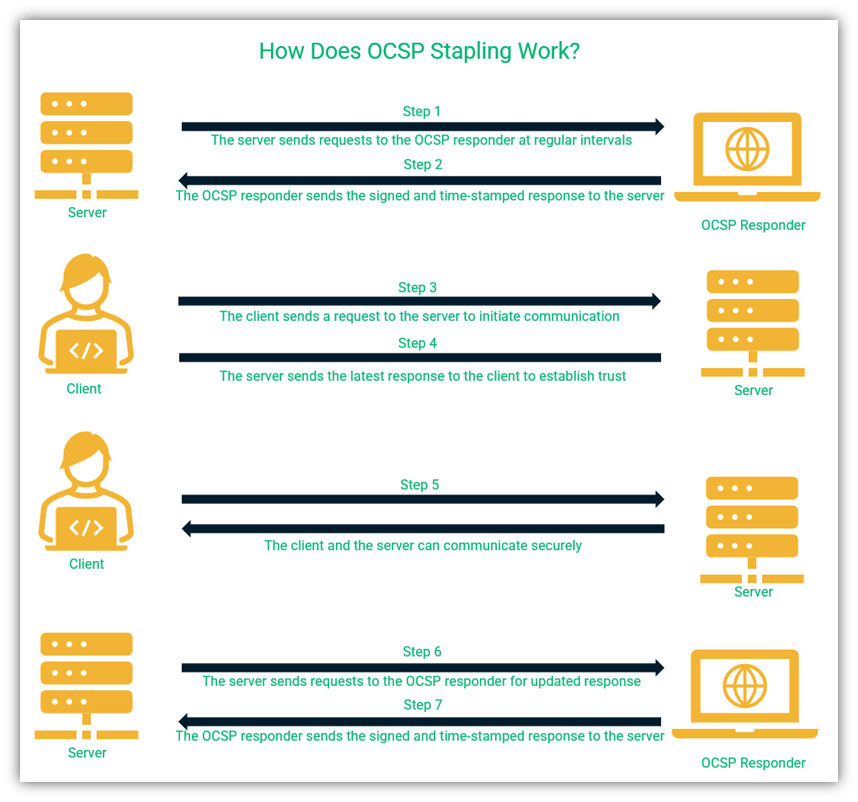 How Does OCSP Stapling Work?
Step 1
The server sends requests to the OCSP responder at regular intervals
Step 2
The OCSP responder sends the signed and time-stamped response to the server
Server
OCSP Responder
Step 3
The client sends a request to the server to initiate communication
Step 4
The server sends the latest response to the client to establish trust
</>
Client
Server
Step 5
The client and the server can communicate securely
</>
Client
Server
Step 6
The server sends requests to the OCSP responder for updated response
Step 7
The OCSP responder sends the signed and time-stamped response to the server
Server
OCSP Responder